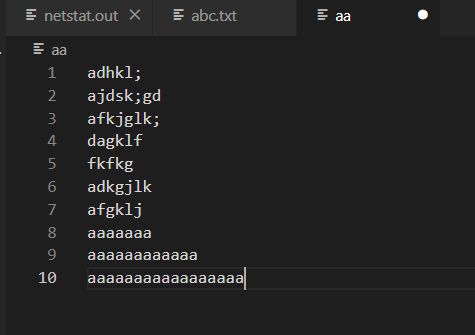 netstat.out abc.txt aa
aa
1 adhkl;
2 ajdsk;gd
3 afkjglk;
4 dagklf
5 fkfkg
6 adkgjlk
7 afgklj
8 aaaaaaa
9 aaaaaaaaaaaa
10 aaaaaaaaaaaaaaaaa